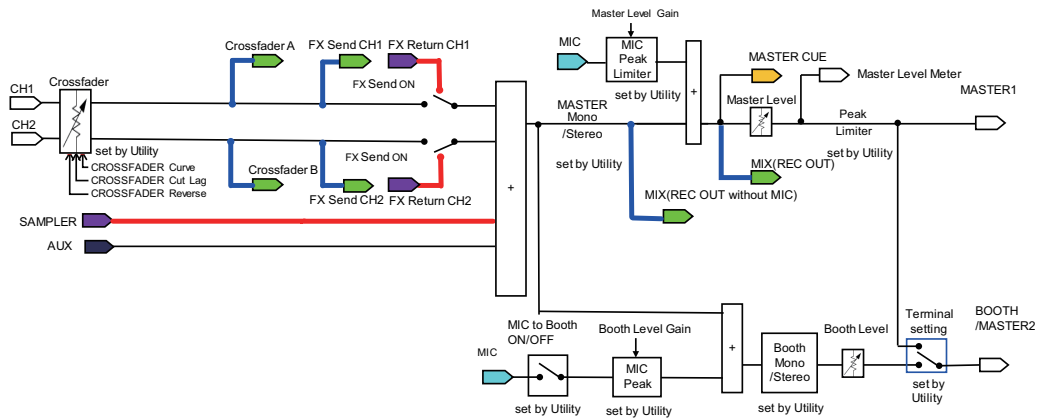 Master Level Gain
Crossfader A
FX Send CH1
FX Return CH1
MIC
MIC
Peak
Limiter
MASTER CUE
Master Level Meter
MASTER1
Crossfader
CH1
CH2
FX Send ON
set by Utility
MASTER
Mono
/Stereo
set by Utility
+
Master Level
Peak
Limiter
set by Utility
set by Utility
CROSSFADER Curve
CROSSFADER Cut Lag
CROSSFADER Reverse
FX Send ON
Crossfader B
FX Send CH2
FX Return CH2
+
MIX(REC OUT)
MIX(REC OUT without MIC)
SAMPLER
AUX
MIC to Booth
ON/OFF
Booth Level Gain
MIC
MIC
Peak
set by Utility
set by Utility
+
Booth
Mono
/Stereo
set by Utility
Booth Level
Terminal
setting
set by
Utility
BOOTH
/MASTER2